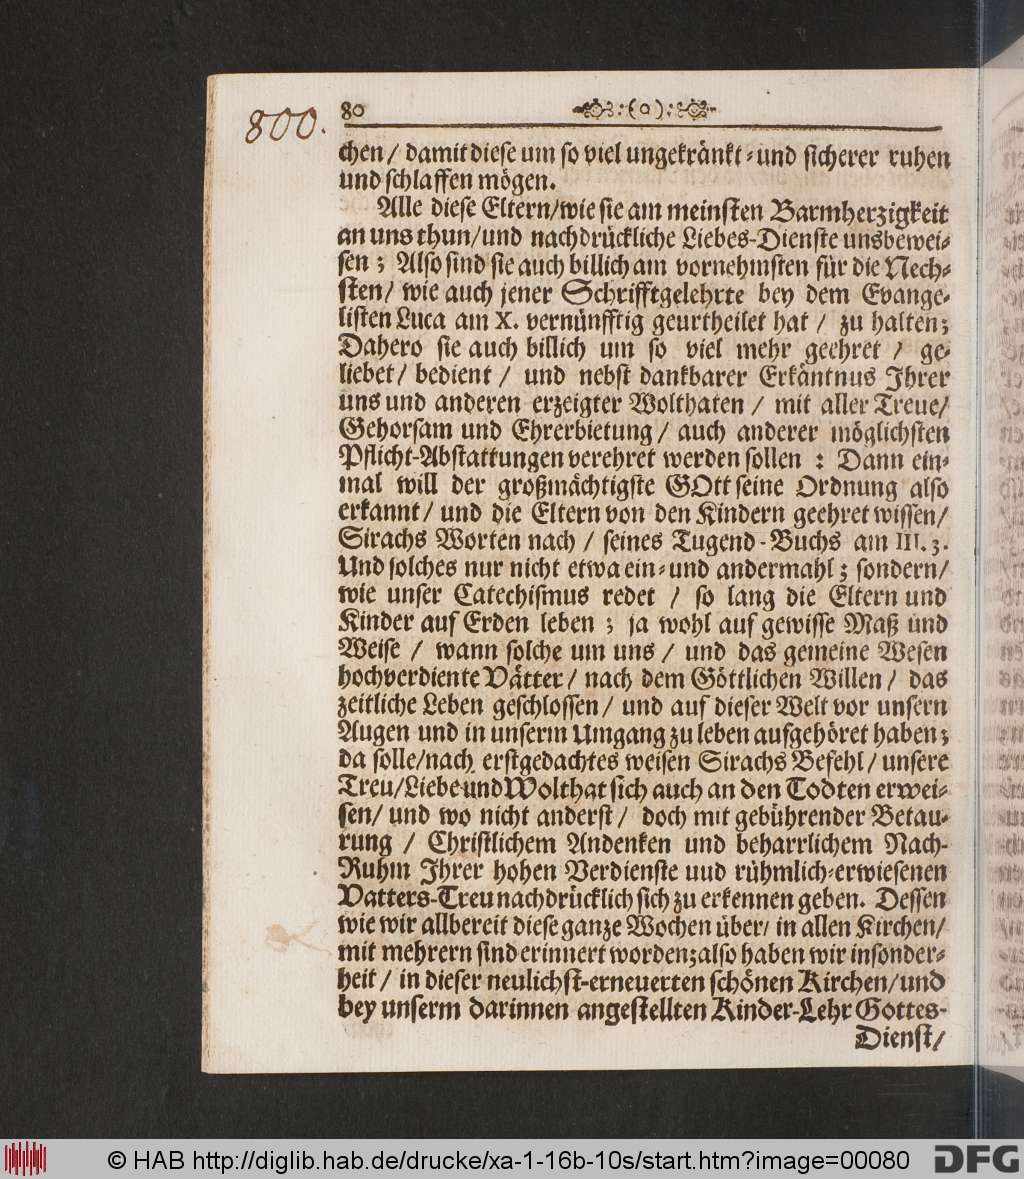 800.
80 :(o):
chen / damit diese um so viel ungekränkt-und sicherer ruhen
und schlaffen mögen.
Alle diese Eltern/wie sie am meinsten Barmherzigkeit
an uns thun/und nachdrückliche Liebes-Dienste unsbewei-
sen ; Also sind sie auch billich am vornehmsten für die Nech-
sten/ wie auch jener Schrifftgelehrte bey dem Evange-
listen Luca am X. vernünfftig geurtheilet hat / zu halten;
Dahero sie auch billich um so viel mehr geehret / ge-
liebet/ bedient / und nebst danckbarer Erkäntnus Ihrer
uns und anderen erzeigter Wolthaten / mit aller Treue/
Gehorsam und Ehrerbietung / auch anderer möglichsten
Pflicht-Abstattungen verehret werden sollen : Dann ein-
mal will der großmächtigste GOtt seine Ordnung also
erkannt/ und die Eltern von den Kindern geehret wissen/
Sirachs Worten nach / seines Tugend-Buchs am III. 3.
Und solches nur nicht etwa ein-und andermahl ; sondern/
wie unser Catechismus redet / so lang die Eltern und
Kinder auf Erden leben ; ja wohl auf gewisse Maß und
Weise / wann solche um uns / und das gemeine Wesen
hochverdiente Vätter/ nach dem Göttlichen Willen/ das
zeitliche Leben geschlossen/ und auf dieser Welt vor unsern
Augen und in unserm Umgang zu leben aufgehöret haben;
da solle/nach erstgedachtes weisen Sirachs Befehl/ unsere
Treu/Liebe und Wolthat sich auch an den Todten erwei-
sen/ und wo nicht anderst/ doch mit gebührender Betau-
rung / Christlichem Andenken und beharrlichem Nach-
Ruhm Ihrer hohen Verdienste uud rühmlich-erwiesenen
Vatters-Treu nachdrücklich sich zu erkennen geben. Dessen
wie wir allbereit diese ganze Wochen über/ in allen Kirchen/
mit mehrern sind erinnert worden;also haben wir insonder-
heit / in dieser neulichst-erneuerten schönen Kirchen/und
bey unserm darinnen angestellten Kinder-Lehr Gottes-
Dienst/
© HAB http://diglib.hab.de/drucke/xa-1-16b-10s/start.htm?image=00080
DFG